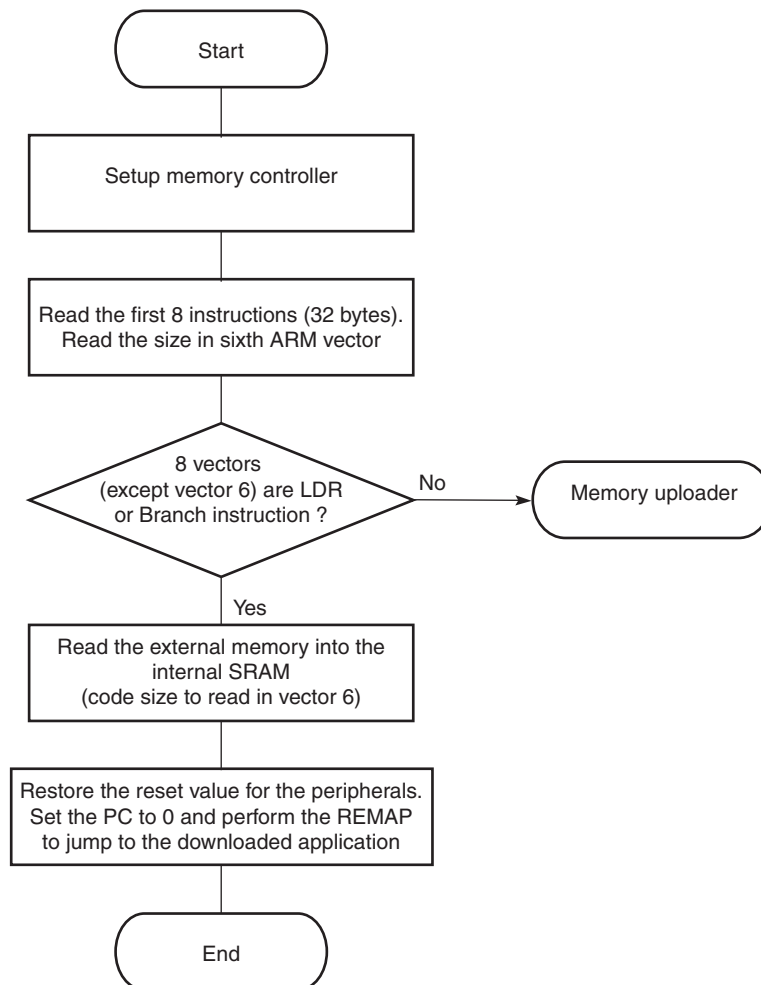 Start
Setup memory controller
Read the first 8 instructions (32 bytes).
Read the size in sixth ARM vector
8 vectors
(except vector 6) are LDR
or Branch instruction ?
No
Memory uploader
Yes
Read the external memory into the
internal SRAM
(code size to read in vector 6)
Restore the reset value for the peripherals.
Set the PC to 0 and perform the REMAP
to jump to the downloaded application
End